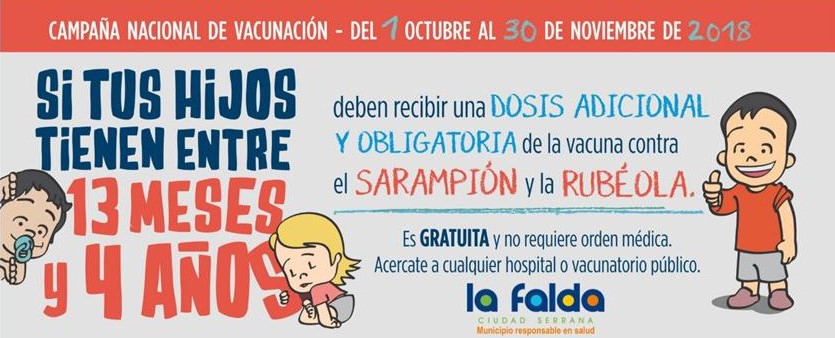 CAMPAÑA NACIONAL DE VACUNACIÓN - DEL 1 OCTUBRE AL 30 DE NOVIEMBRE DE 2018
SI TUS HIJOS
TIENEN ENTRE
13 MESES
y 4 AÑOS
deben recibir una DOSIS ADICIONAL
Y OBLIGATORIA de la vacuna contra
el SARAMPIÓN y la RUBÉOLA.
Es GRATUITA y no requiere orden médica.
Acercate a cualquier hospital o vacunatorio público.
la falda
CIUDAD SERRANA
Municipio responsable en salud